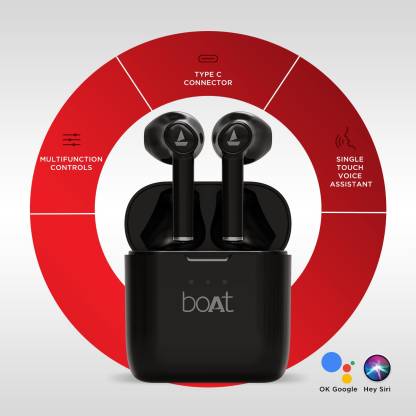 TYPE C
CONNECTOR
MULTIFUNCTION
CONTROLS
SINGLE
TOUCH
VOICE
ASSISTANT
boAt
OK Google
Hey Siri